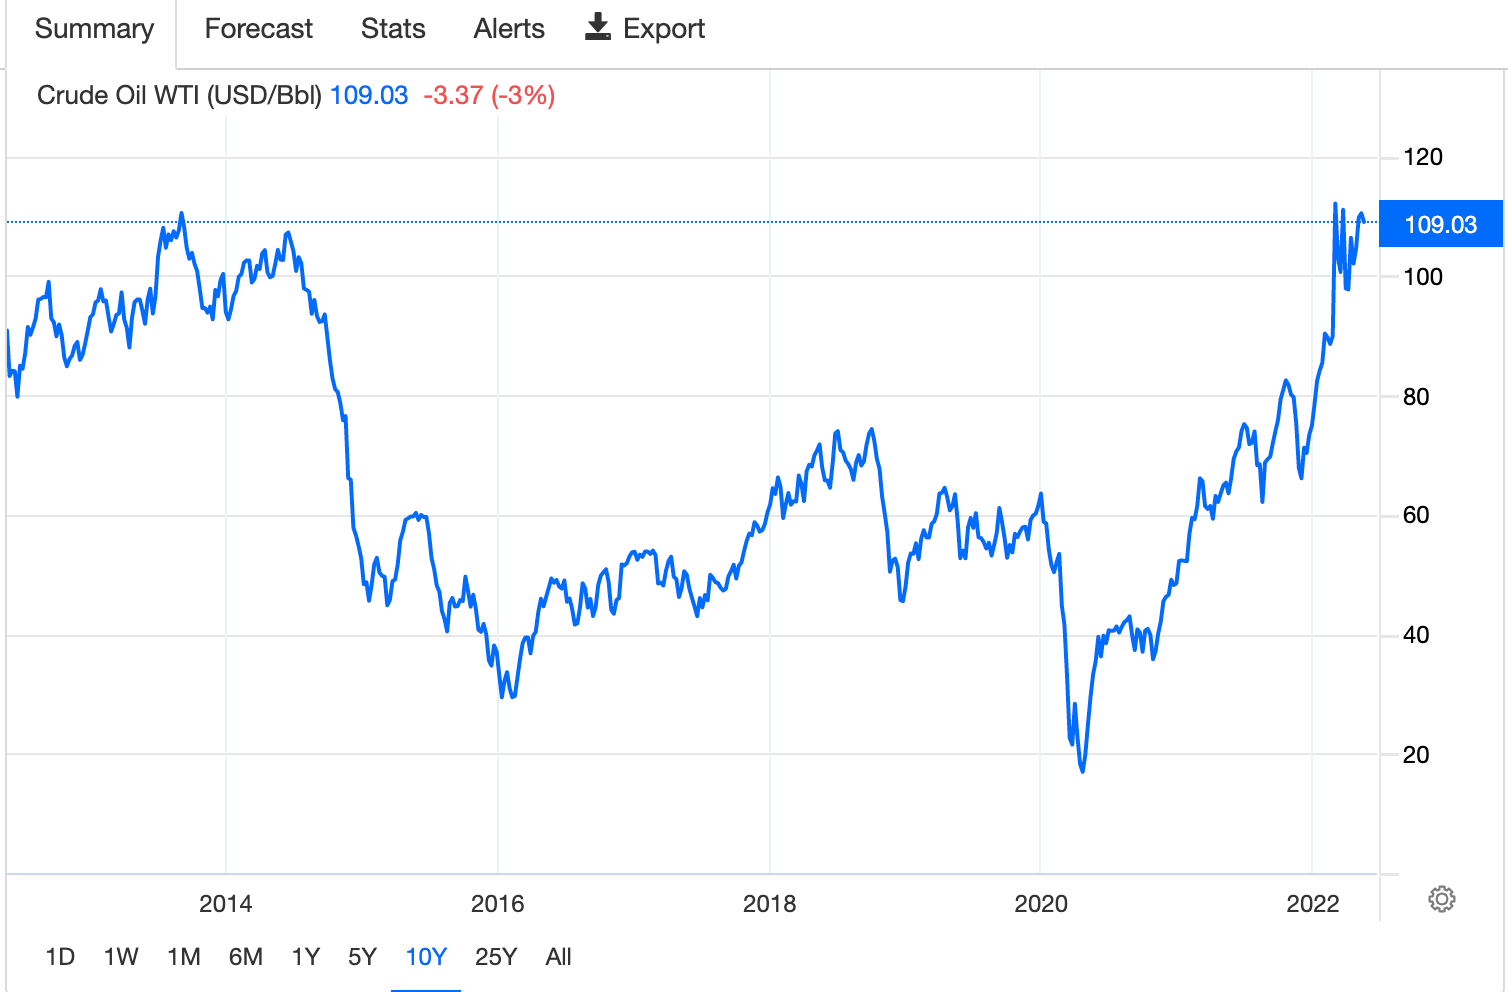 Summary Forecast Stats Alerts Export
Crude Oil WTI (USD/Bbl) 109.03 -3.37 (-3%)
120
109.03
100
80
60
40
20
2014 2016 2018 2020 2022
1D 1W 1M 6M 1Y 5Y 10Y 25Y All